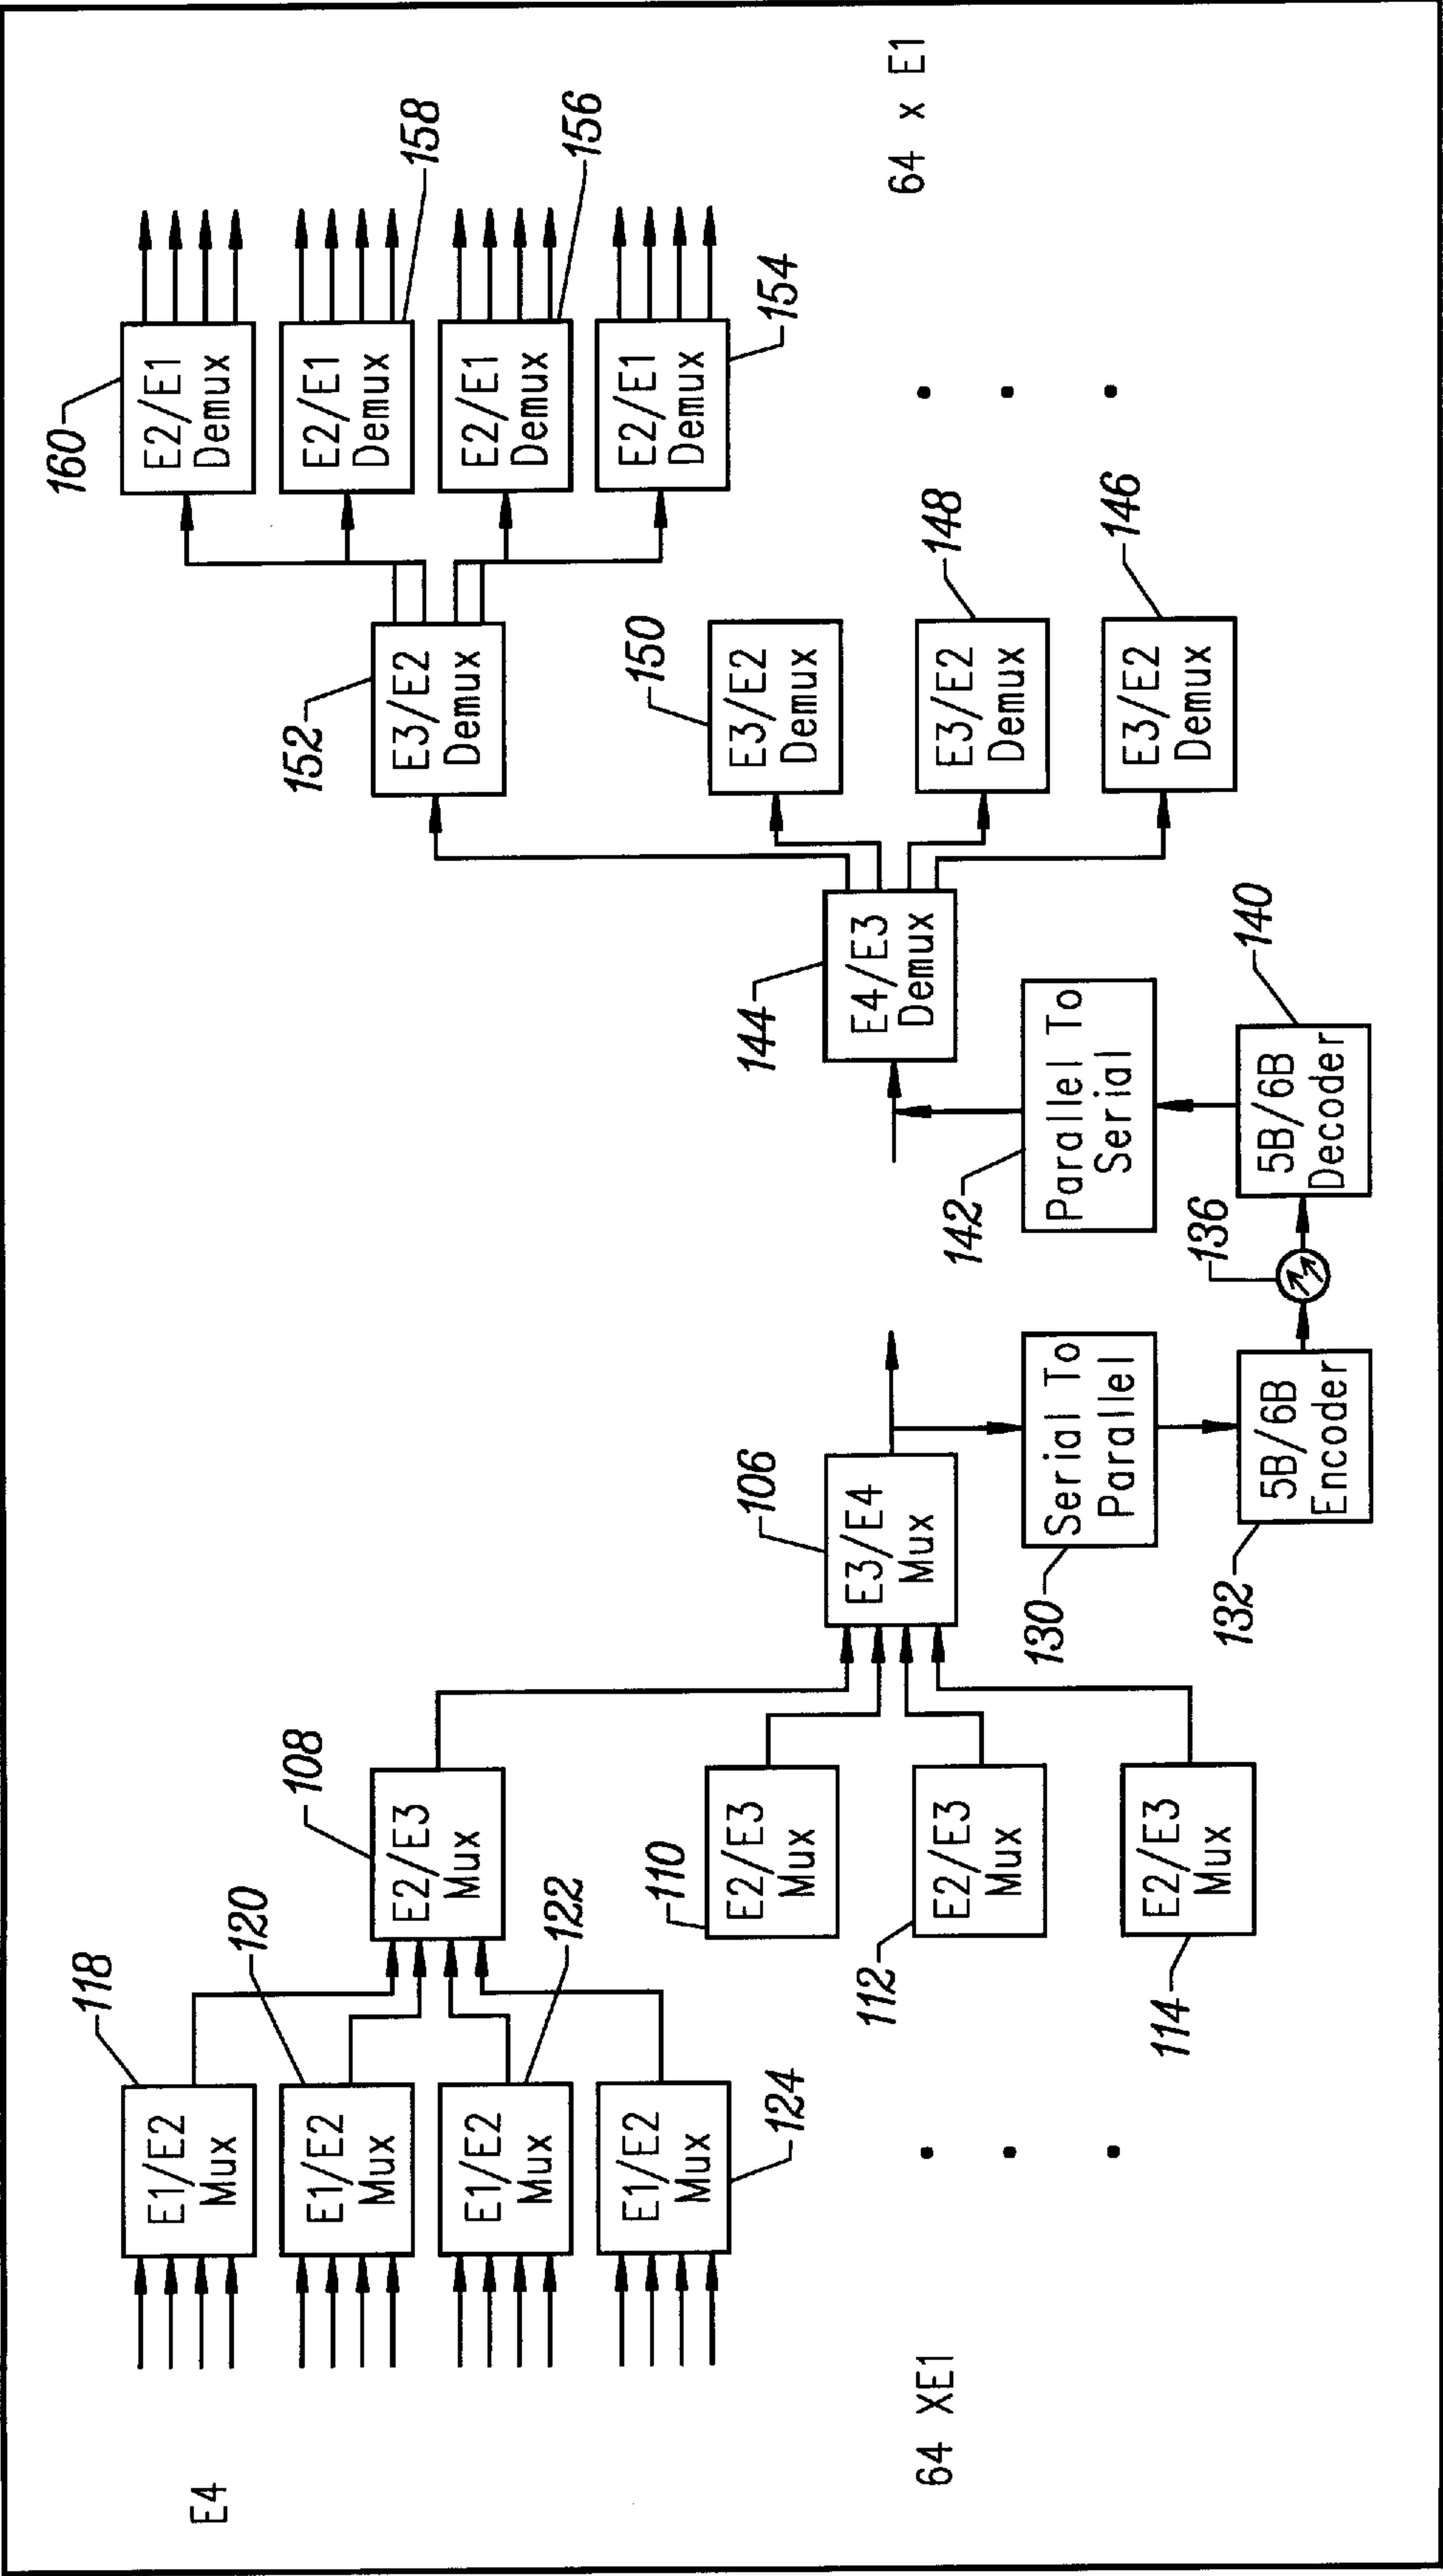 E4
64 XE1
118
E1/E2
Mux
120
E1/E2
Mux
122
E1/E2
Mux
124
E1/E2
Mux
108
E2/E3
Mux
110
E2/E3
Mux
112
E2/E3
Mux
114
E2/E3
Mux
106
E3/E4
Mux
130
Serial To
Parallel
132
5B/6B
Encoder
136
140
5B/6B
Decoder
142
Parallel To
Serial
144
E4/E3
Demux
152
E3/E2
Demux
150
E3/E2
Demux
148
E3/E2
Demux
146
E3/E2
Demux
160
E2/E1
Demux
158
E2/E1
Demux
156
E2/E1
Demux
154
E2/E1
Demux
64 x E1